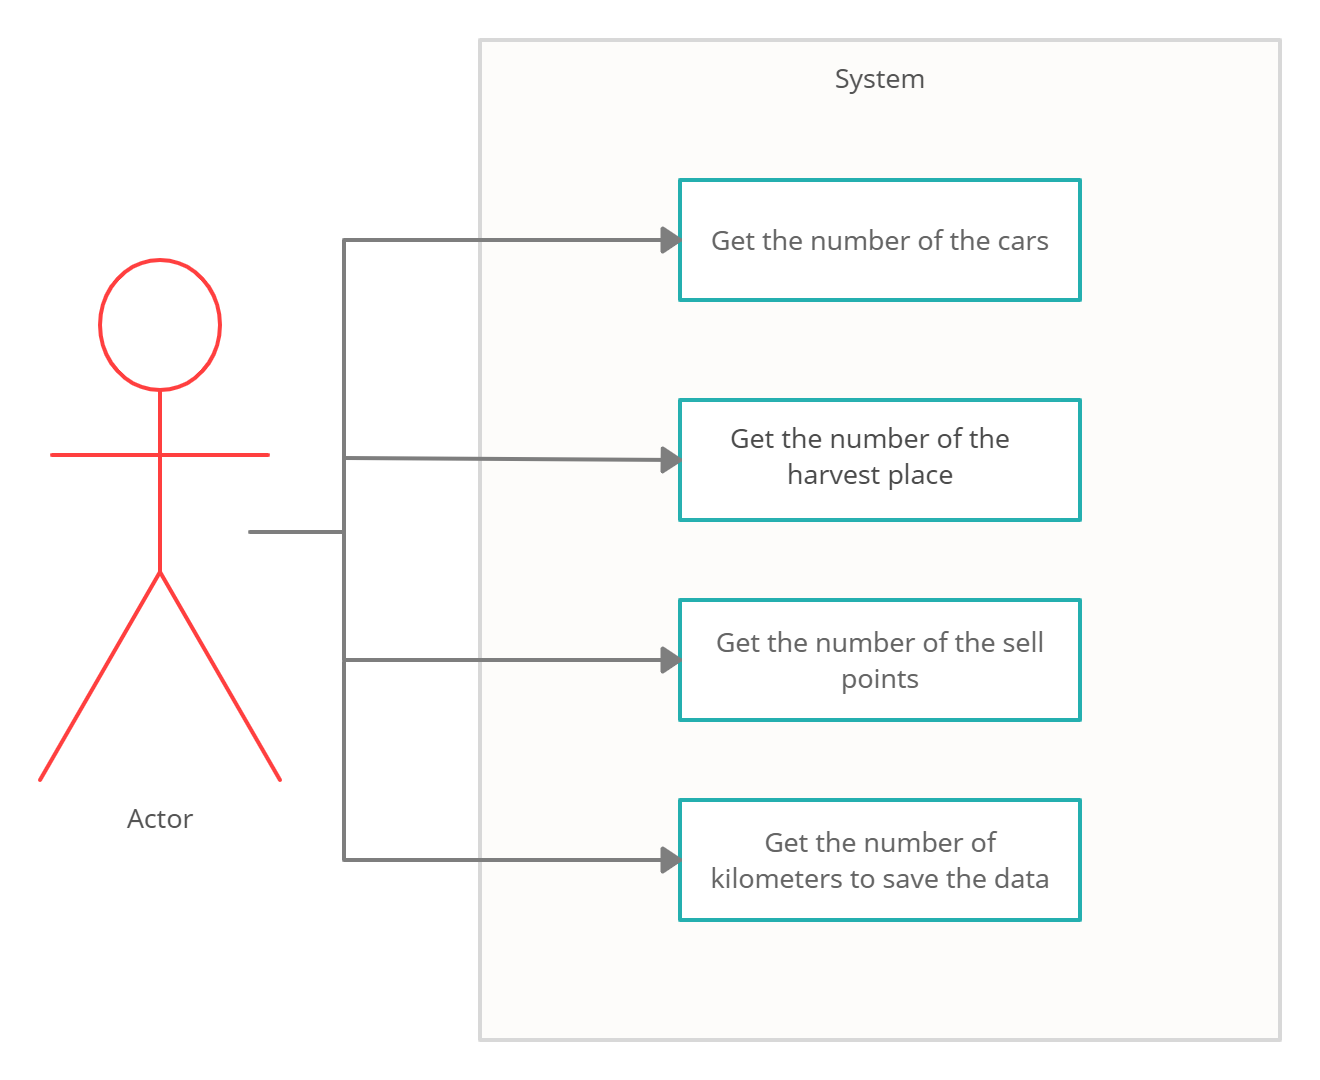 System
Get the number of the cars
Get the number of the
harvest place
Get the number of the sell
points
Get the number of
kilometers to save the data
Actor